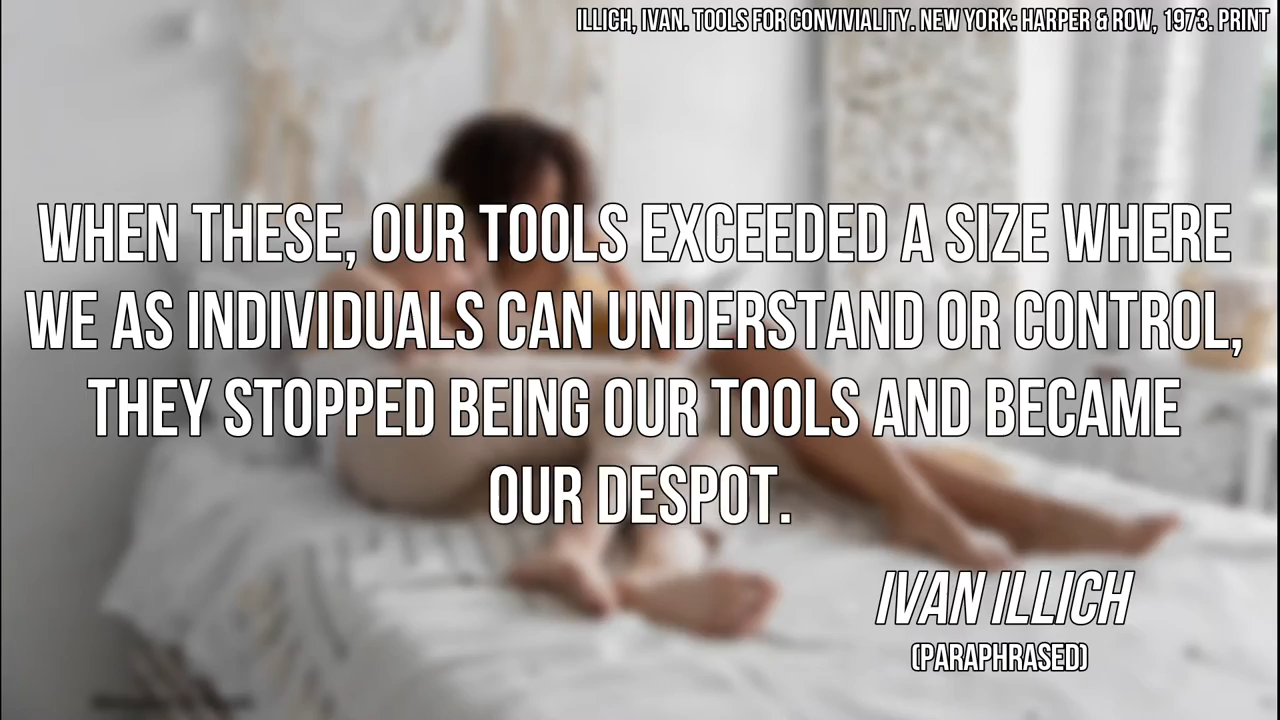 ILLICH, IVAN. TOOLS FOR CONVIVIALITY. NEW YORK: HARPER & ROW, 1973. PRINT
WHEN THESE, OUR TOOLS EXCEEDED A SIZE WHERE
WE AS INDIVIDUALS CAN UNDERSTAND OR CONTROL,
THEY STOPPED BEING OUR TOOLS AND BECAME
OUR DESPOT.
IVAN ILLICH
(PARAPHRASED)